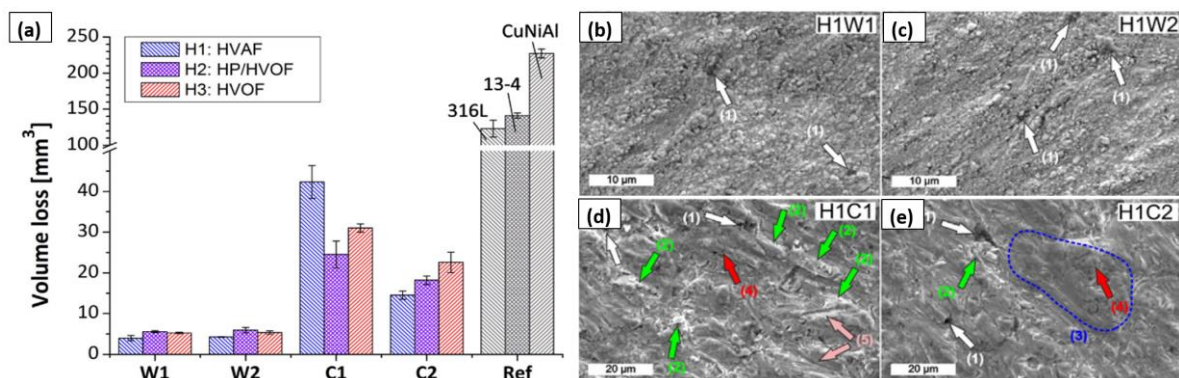 (a)
H1: HVAF
H2: HP/HVOF
H3: HVOF
CuNiAl
13-4
316L
Volume loss [mm³]
250
200
150
100
40
30
20
10
0
W1 W2 C1 C2 Ref
(b) H1W1
(1)
(1)
10 µm
(c) H1W2
(1)
(1)
(1)
10 µm
(d) H1C1
(1)
(2)
(2)
(2)
(2)
(4)
(5)
(2)
20 µm
(e) H1C2
(2)
(4)
(3)
(1)
20 µm